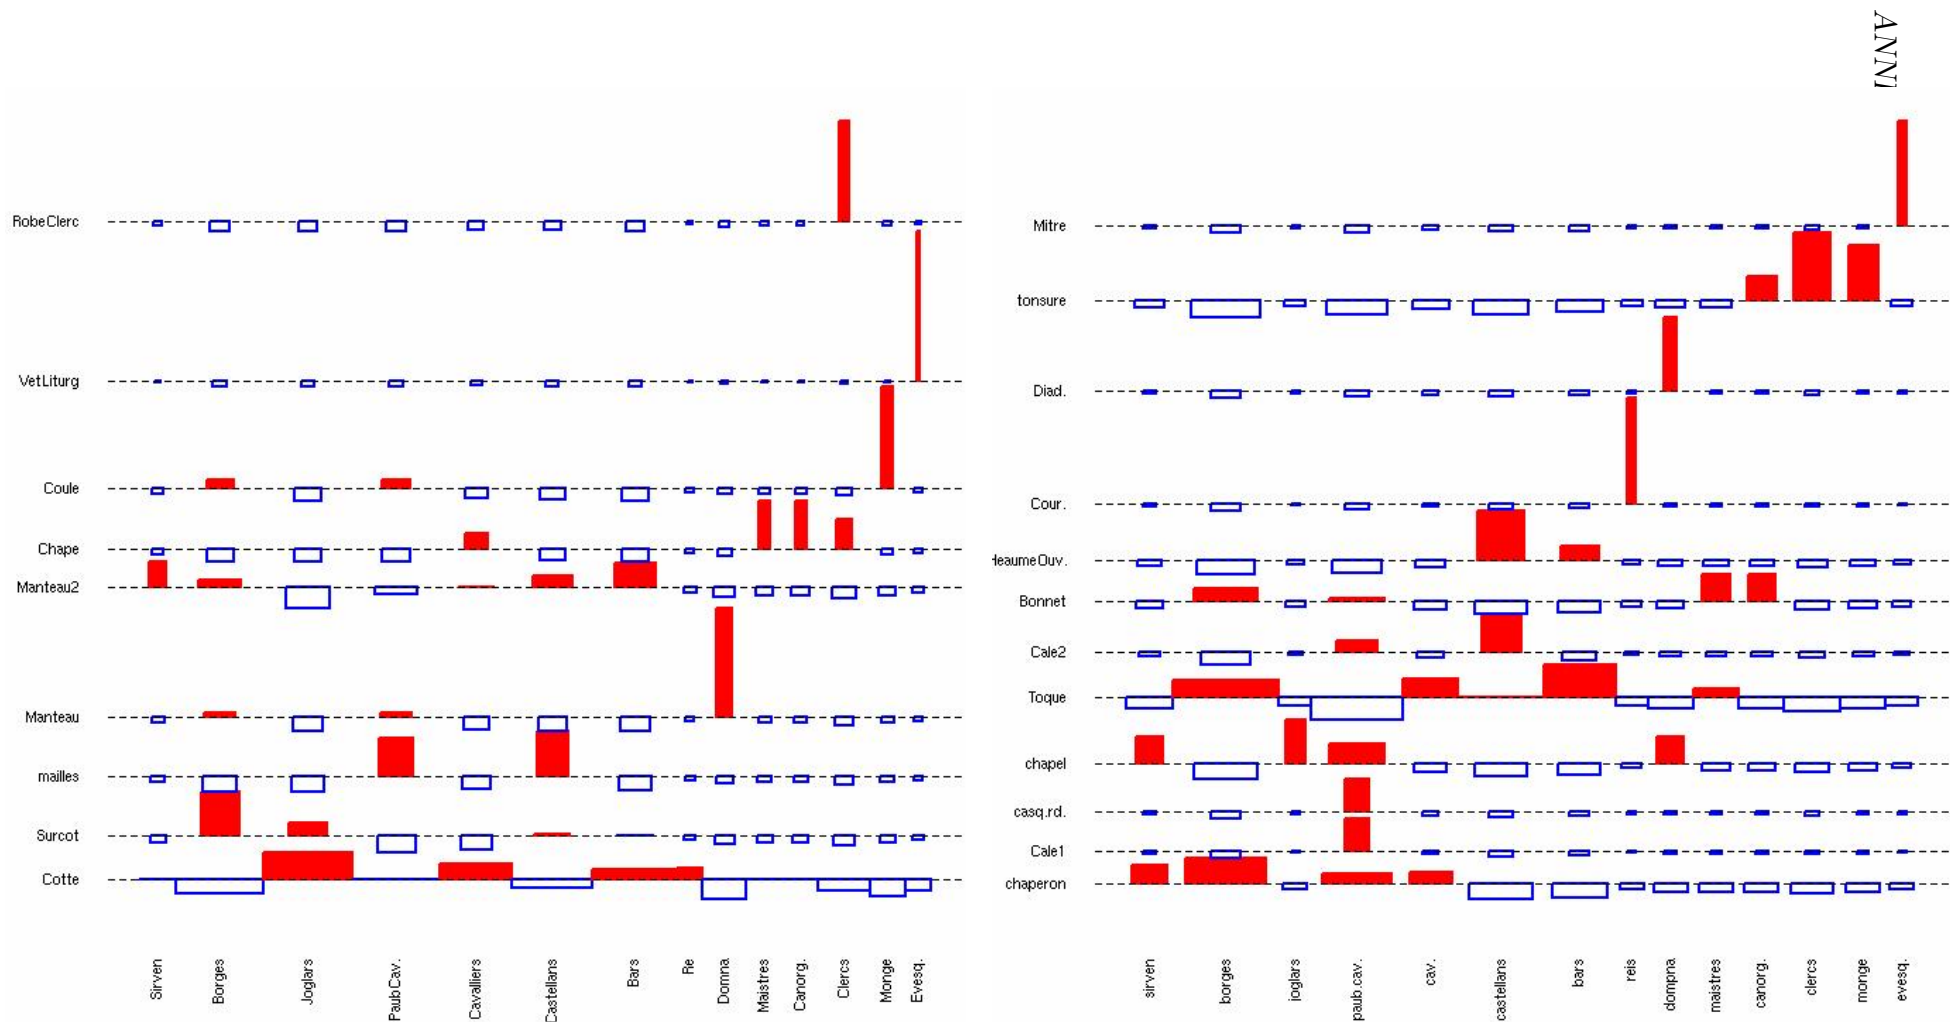 ANNI
RobeClerc
VetLiturg
Coule
Chape
Manteau2
Manteau
mailles
Surcot
Cotte
Sirven
Borges
Joglars
PaubCav.
Cavalliers
Castellans
Bars
Re
Domna
Maistres
Canorg.
Clercs
Monge
Evesq.
Mitre
tonsure
Diad.
Cour.
HeaumeOuv.
Bonnet
Cale2
Toque
chapel
casq.rd.
Cale1
chaperon
sirven
borges
joglars
paub.cav.
cav.
castellans
bars
reis
dompna
maistres
canorg.
clercs
monge
evesq.